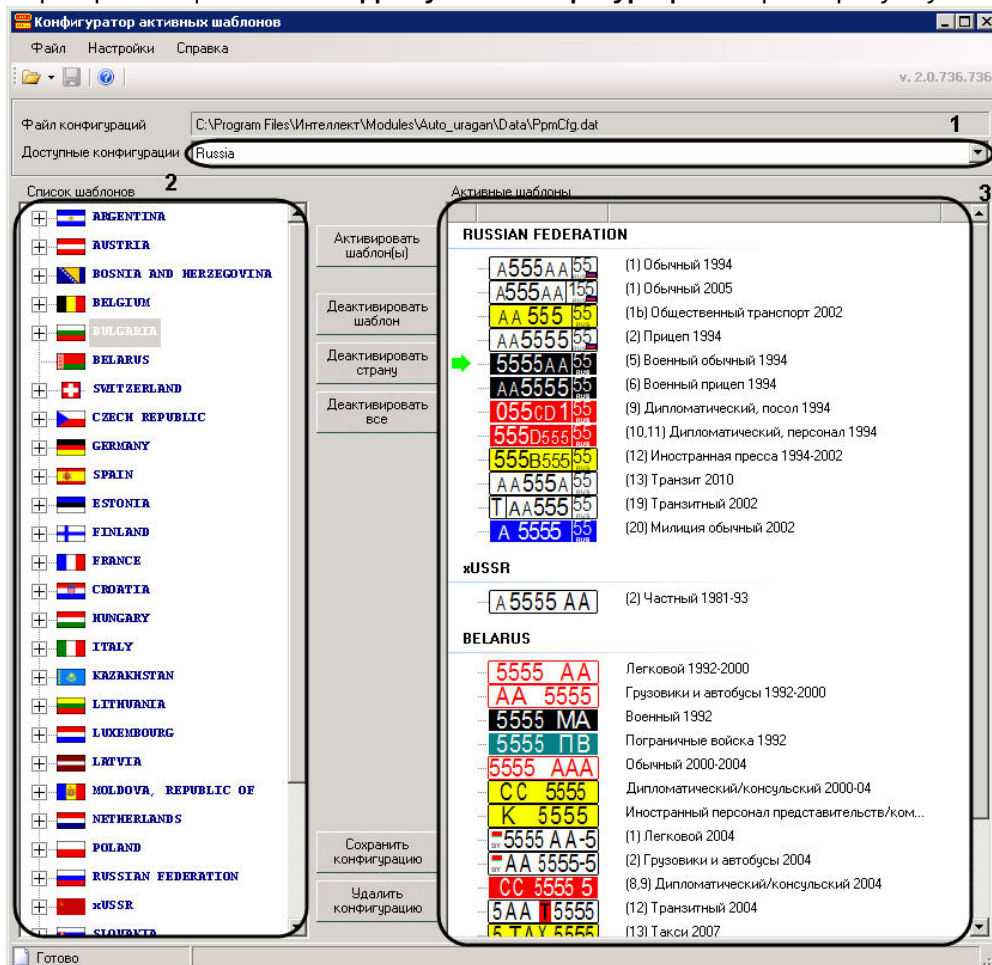 Конфигуратор активных шаблонов
Файл Настройки Справка
v. 2.0.736.736
Файл конфигураций C:\Program Files\Интеллект\Modules\Auto_uragan\Data\PpmCfg.dat
1
Доступные конфигурации Russia
Список шаблонов 2
ARGENTINA
AUSTRIA
BOSNIA AND HERZEGOVINA
BELGIUM
BULGARIA
BELARUS
SWITZERLAND
CZECH REPUBLIC
GERMANY
SPAIN
ESTONIA
FINLAND
FRANCE
CROATIA
HUNGARY
ITALY
KAZAKHSTAN
LITHUANIA
LUXEMBOURG
LATVIA
MOLDOVA, REPUBLIC OF
NETHERLANDS
POLAND
RUSSIAN FEDERATION
xUSSR
SLOVAKIA
Активировать
шаблон(ы)
Деактивировать
шаблон
Деактивировать
страну
Деактивировать
все
Сохранить
конфигурацию
Удалить
конфигурацию
Активные шаблоны 3
RUSSIAN FEDERATION
A555AA 55 (1) Обычный 1994
A555AA 155 (1) Обычный 2005
AA 555 55 (1b) Общественный транспорт 2002
AA5555 55 (2) Прицеп 1994
5555AA 55 (5) Военный обычный 1994
AA5555 55 (6) Военный прицеп 1994
055CD 1 55 (9) Дипломатический, посол 1994
555D555 55 (10,11) Дипломатический, персонал 1994
555B555 55 (12) Иностранная пресса 1994-2002
AA555A 55 (13) Транзит 2010
T AA555 55 (19) Транзитный 2002
A 5555 55 (20) Милиция обычный 2002
xUSSR
A 5555 AA (2) Частный 1981-93
BELARUS
5555 AA Легковой 1992-2000
AA 5555 Грузовики и автобусы 1992-2000
5555 MA Военный 1992
5555 ПВ Пограничные войска 1992
5555 AAA Обычный 2000-2004
CC 5555 Дипломатический/консульский 2000-04
K 5555 Иностранный персонал представительств/ком...
5555 AA-5 (1) Легковой 2004
AA 5555-5 (2) Грузовики и автобусы 2004
CC 5555 5 (8,9) Дипломатический/консульский 2004
5AA T 5555 (12) Транзитный 2004
5 TAX 5555 (13) Такси 2007
Готово